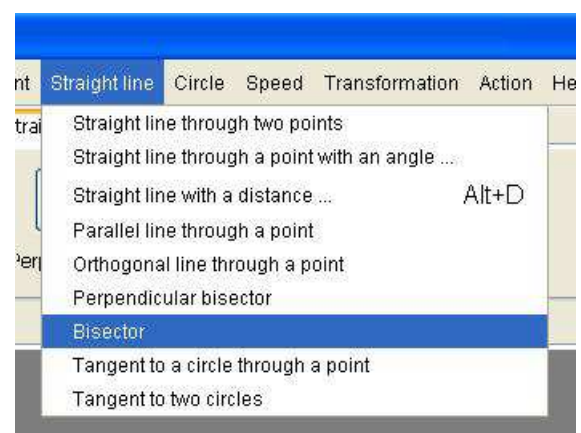 nt Straight line Circle Speed Transformation Action He
trai
Straight line through two points
Straight line through a point with an angle ...
Straight line with a distance ... Alt+D
Parallel line through a point
Per
Orthogonal line through a point
Perpendicular bisector
Bisector
Tangent to a circle through a point
Tangent to two circles